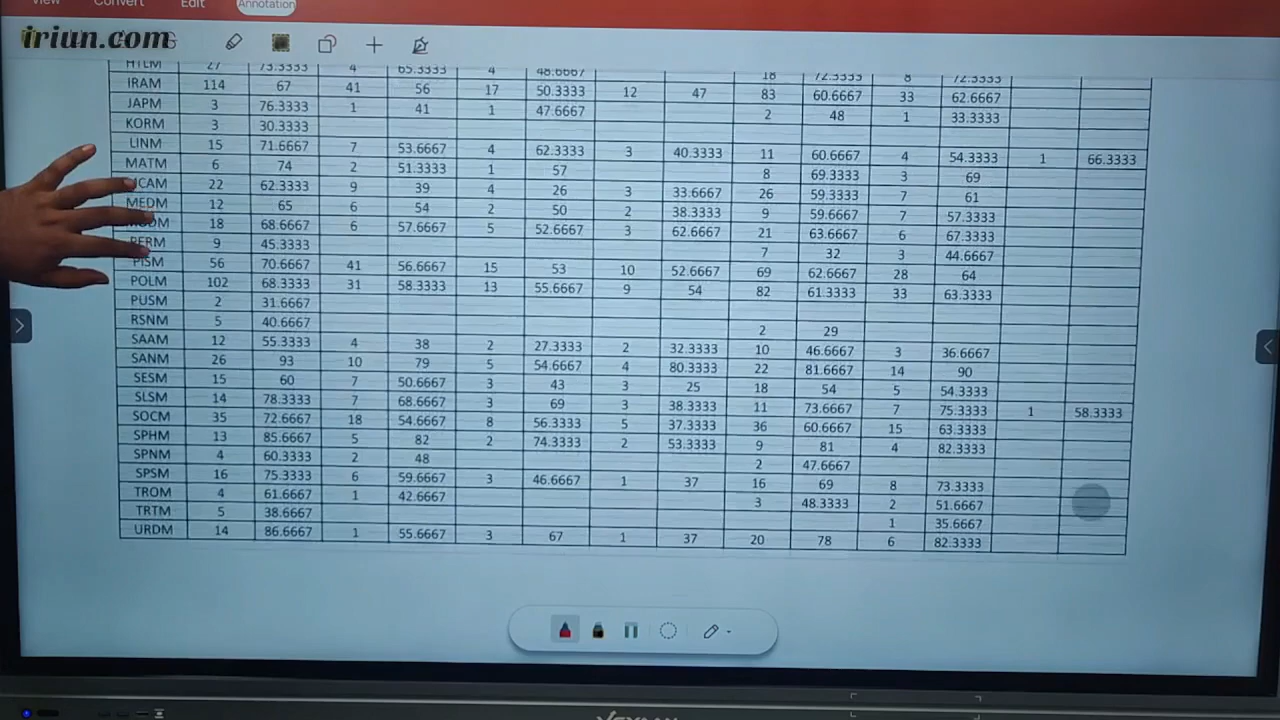 View Convert Edit Annotation
iriun.com
HTLM 27 73.3333 4 65.3333 4 48.6667 18 72.3333 8 72.3333
IRAM 114 67 41 56 17 50.3333 12 47 83 60.6667 33 62.6667
JAPM 3 76.3333 1 41 1 47.6667 2 48 1 33.3333
KORM 3 30.3333
LINM 15 71.6667 7 53.6667 4 62.3333 3 40.3333 11 60.6667 4 54.3333 1 66.3333
MATM 6 74 2 51.3333 1 57 8 69.3333 3 69
22 62.3333 9 39 4 26 3 33.6667 26 59.3333 7 61
MEDM 12 65 6 54 2 50 2 38.3333 9 59.6667 7 57.3333
18 68.6667 6 57.6667 5 52.6667 3 62.6667 21 63.6667 6 67.3333
PERM 9 45.3333 7 32 3 44.6667
PISM 56 70.6667 41 56.6667 15 53 10 52.6667 69 62.6667 28 64
POLM 102 68.3333 31 58.3333 13 55.6667 9 54 82 61.3333 33 63.3333
PUSM 2 31.6667
RSNM 5 40.6667 2 29
SAAM 12 55.3333 4 38 2 27.3333 2 32.3333 10 46.6667 3 36.6667
SANM 26 93 10 79 5 54.6667 4 80.3333 22 81.6667 14 90
SESM 15 60 7 50.6667 3 43 3 25 18 54 5 54.3333
SLSM 14 78.3333 7 68.6667 3 69 3 38.3333 11 73.6667 7 75.3333 1 58.3333
SOCM 35 72.6667 18 54.6667 8 56.3333 5 37.3333 36 60.6667 15 63.3333
SPHM 13 85.6667 5 82 2 74.3333 2 53.3333 9 81 4 82.3333
SPNM 4 60.3333 2 48 2 47.6667
SPSM 16 75.3333 6 59.6667 3 46.6667 1 37 16 69 8 73.3333
TROM 4 61.6667 1 42.6667 3 48.3333 2 51.6667
TRTM 5 38.6667 1 35.6667
URDM 14 86.6667 1 55.6667 3 67 1 37 20 78 6 82.3333